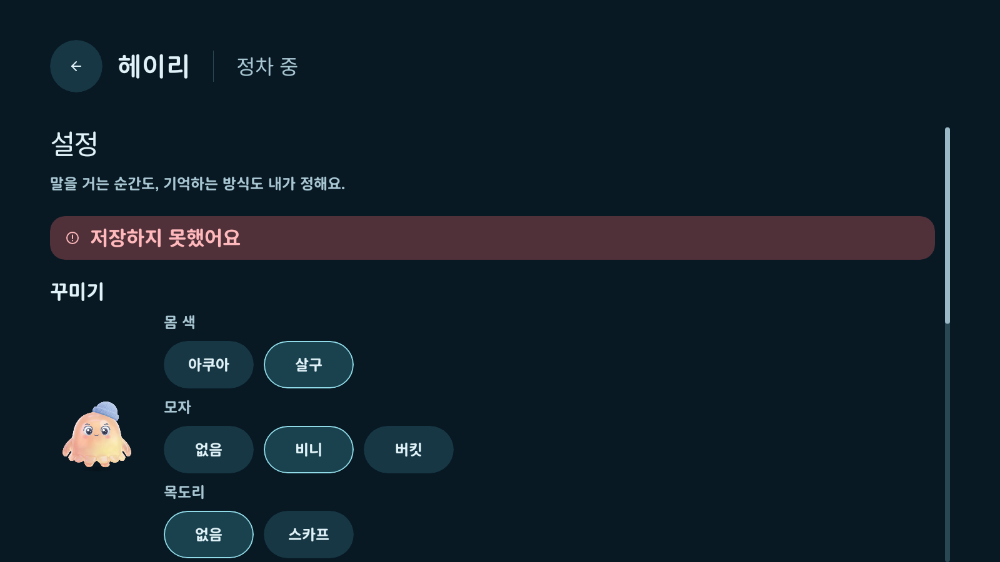 헤이리
정차 중
설정
말을 거는 순간도, 기억하는 방식도 내가 정해요.
저장하지 못했어요
꾸미기
몸 색
아쿠아
살구
모자
없음
비니
버킷
목도리
없음
스카프